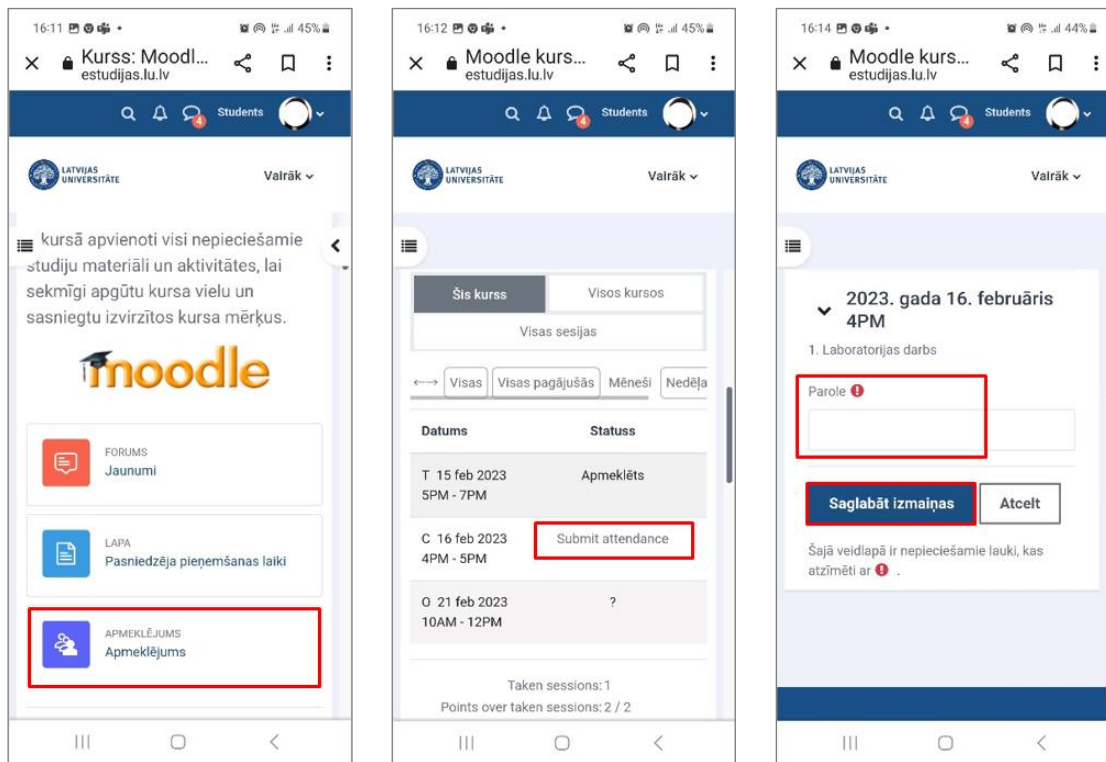 16:11
45%
Kurss: Moodl...
estudijas.lu.lv
4
Students
LATVIJAS
UNIVERSITĀTE
Vairāk
kursā apvienoti visi nepieciešamie
studiju materiāli un aktivitātes, lai
sekmīgi apgūtu kursa vielu un
sasniegtu izvirzītos kursa mērķus.
moodle
FORUMS
Jaunumi
LAPA
Pasniedzēja pieņemšanas laiki
APMEKLĒJUMS
Apmeklējums
16:12
45%
Moodle kurs...
estudijas.lu.lv
4
Students
LATVIJAS
UNIVERSITĀTE
Vairāk
Šis kurss
Visos kursos
Visas sesijas
Visas
Visas pagājušās
Mēneši
Nedēļa
Datums Statuss
T 15 feb 2023 Apmeklēts
5PM - 7PM
C 16 feb 2023 Submit attendance
4PM - 5PM
O 21 feb 2023 ?
10AM - 12PM
Taken sessions: 1
Points over taken sessions: 2 / 2
16:14
44%
Moodle kurs...
estudijas.lu.lv
4
Students
LATVIJAS
UNIVERSITĀTE
Vairāk
2023. gada 16. februāris
4PM
1. Laboratorijas darbs
Parole
Saglabāt izmaiņas
Atcelt
Šajā veidlapā ir nepieciešamie lauki, kas
atzīmēti ar .